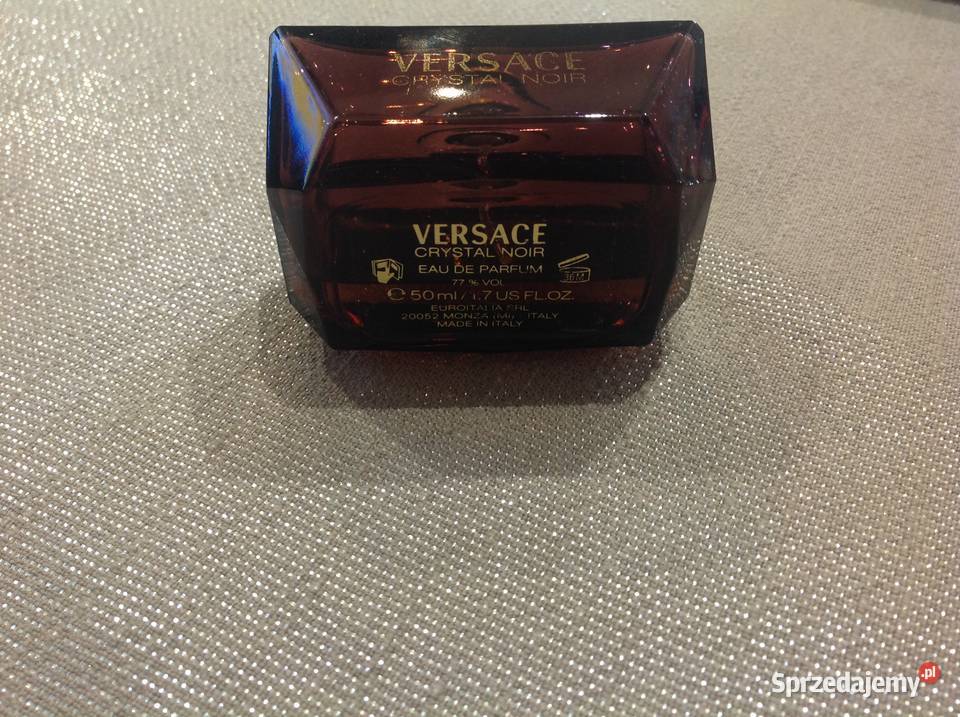 VERSACE
CRYSTAL NOIR
VERSACE
CRYSTAL NOIR
EAU DE PARFUM
77 % VOL
36M
e 50 ml / 1.7 US FL.OZ.
EUROITALIA SRL
20052 MONZA (MI) - ITALY
MADE IN ITALY
Sprzedajemy.pl